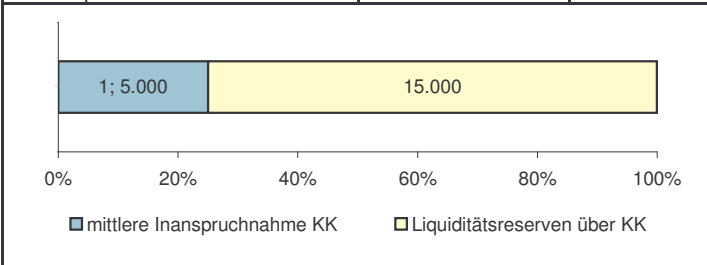 1; 5.000 15.000
0% 20% 40% 60% 80% 100%
mittlere Inanspruchnahme KK Liquiditätsreserven über KK